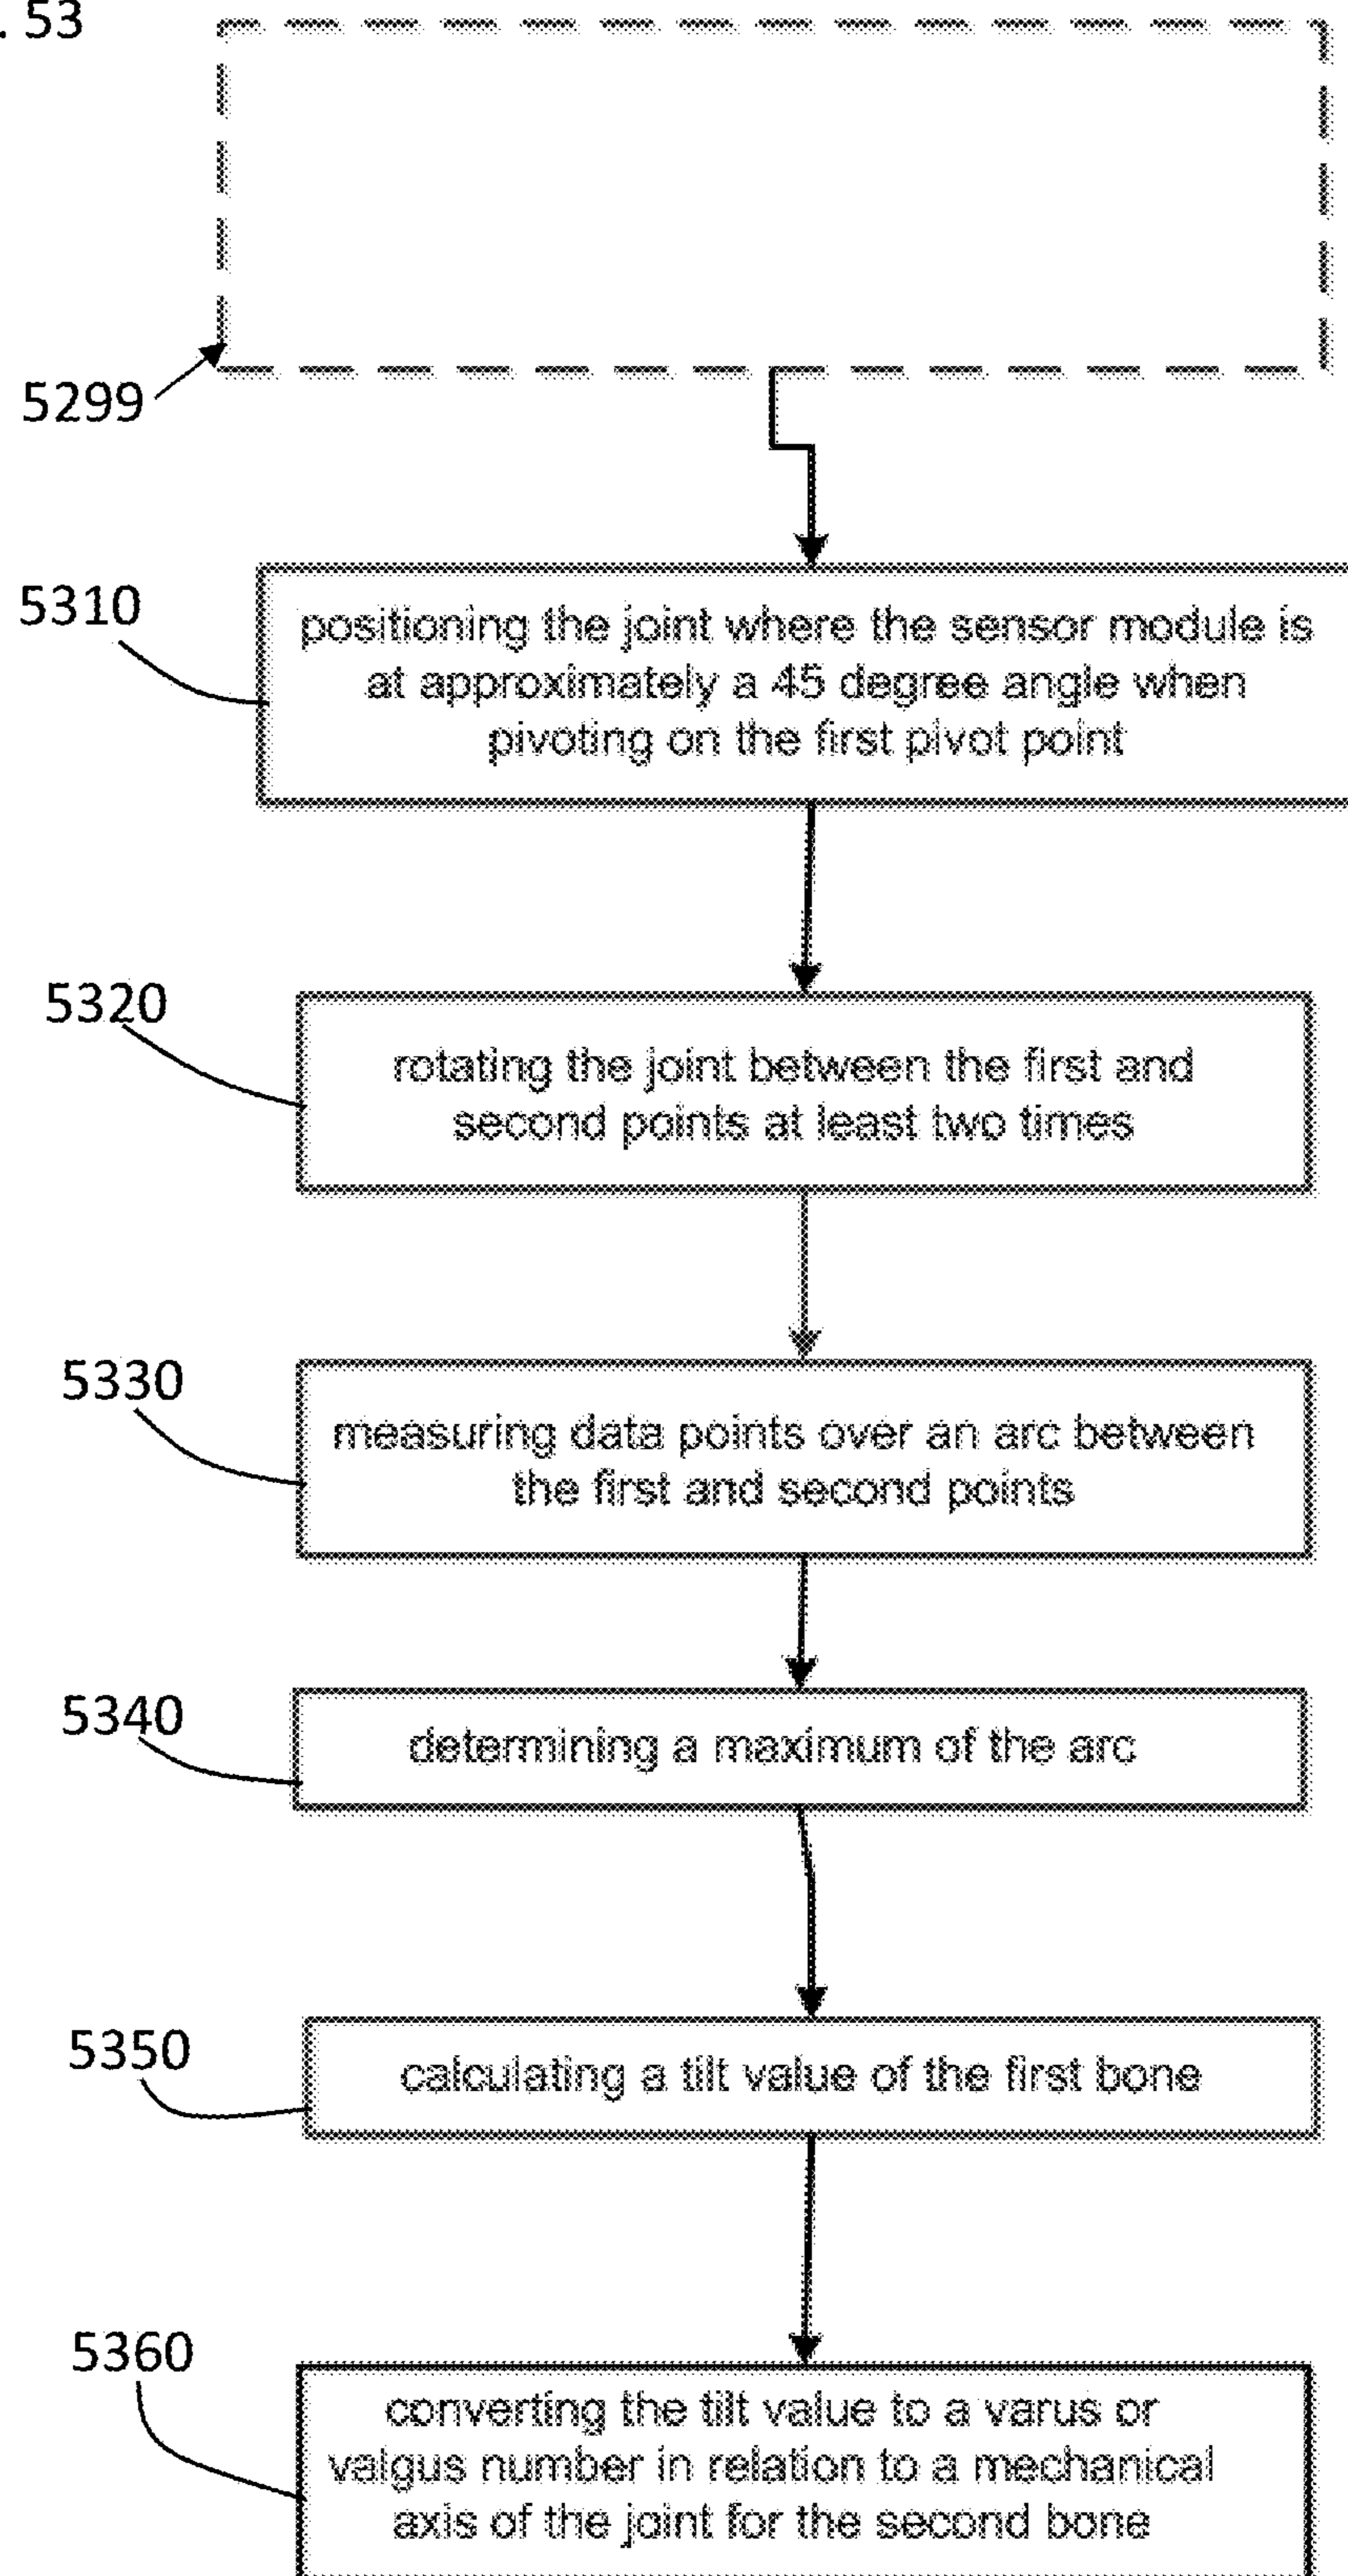 . 53
5299
5310
positioning the joint where the sensor module is
at approximately a 45 degree angle when
pivoting on the first pivot point
5320
rotating the joint between the first and
second points at least two times
5330
measuring data points over an arc between
the first and second points
5340
determining a maximum of the arc
5350
calculating a tilt value of the first bone
5360
converting the tilt value to a varus or
valgus number in relation to a mechanical
axis of the joint for the second bone